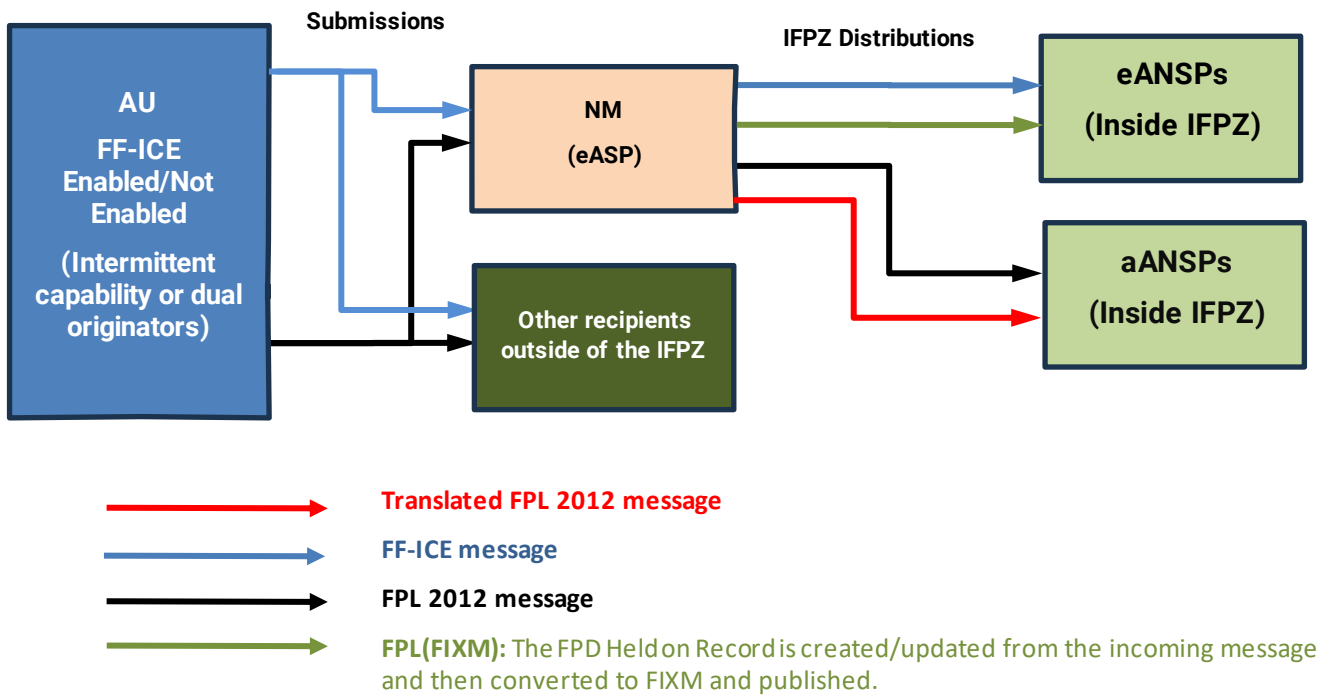 Submissions
IFPZ Distributions
AU
FF-ICE
Enabled/Not
Enabled
(Intermittent
capability or dual
originators)
NM
(eASP)
Other recipients
outside of the IFPZ
eANSPs
(Inside IFPZ)
aANSPs
(Inside IFPZ)
Translated FPL 2012 message
FF-ICE message
FPL 2012 message
FPL(FIXM): The FPD Held on Record is created/updated from the incoming message
and then converted to FIXM and published.